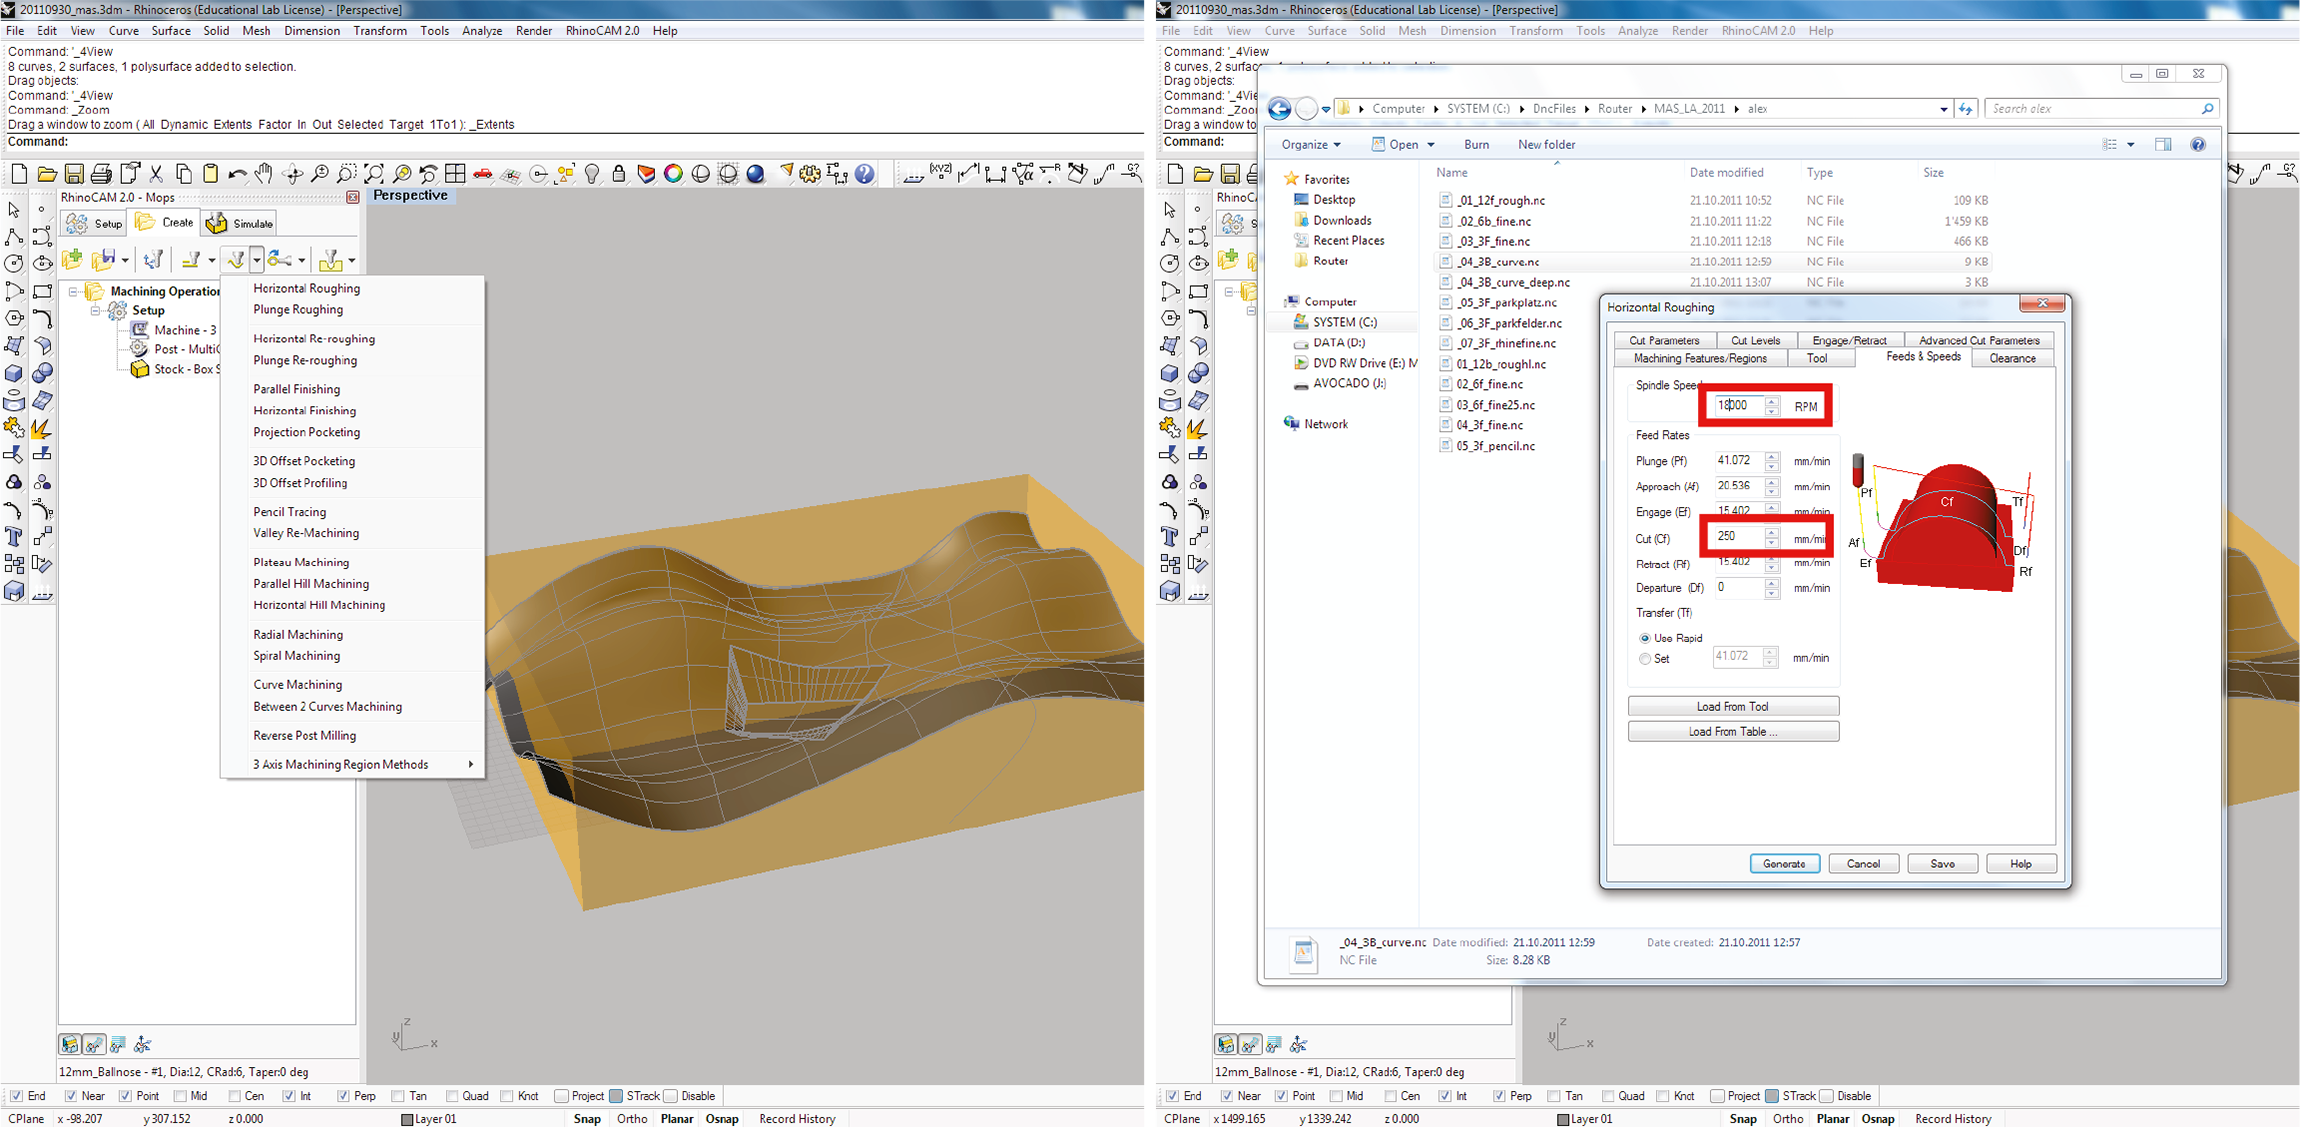 20110930_mas.3dm - Rhinoceros (Educational Lab License) - [Perspective]
File Edit View Curve Surface Solid Mesh Dimension Transform Tools Analyze Render RhinoCAM 2.0 Help
Command: '_4View
8 curves, 2 surfaces, 1 polysurface added to selection.
Drag objects:
Command: '_4View
Command: _Zoom
Drag a window to zoom ( All Dynamic Extents Factor In Out Selected Target 1To1 ): _Extents
Command:
RhinoCAM 2.0 - Mops
Perspective
Setup Create Simulate
Machining Operation
Setup
Machine - 3
Post - Multi
Stock - Box S
Horizontal Roughing
Plunge Roughing
Horizontal Re-roughing
Plunge Re-roughing
Parallel Finishing
Horizontal Finishing
Projection Pocketing
3D Offset Pocketing
3D Offset Profiling
Pencil Tracing
Valley Re-Machining
Plateau Machining
Parallel Hill Machining
Horizontal Hill Machining
Radial Machining
Spiral Machining
Curve Machining
Between 2 Curves Machining
Reverse Post Milling
3 Axis Machining Region Methods
z
y
x
12mm_Ballnose - #1, Dia:12, CRad:6, Taper:0 deg
End Near Point Mid Cen Int Perp Tan Quad Knot Project STrack Disable
CPlane x -98.207 y 307.152 z 0.000 Layer 01 Snap Ortho Planar Osnap Record History
20110930_mas.3dm - Rhinoceros (Educational Lab License) - [Perspective]
File Edit View Curve Surface Solid Mesh Dimension Transform Tools Analyze Render RhinoCAM 2.0 Help
Command: '_4View
8 curves, 2 surfaces, 1 polysurface added to selection.
Drag objects:
Command: '_4Vie
Command: _Zoom
Drag a window to
Command:
RhinoC
Computer SYSTEM (C:) DncFiles Router MAS_LA_2011 alex
Search alex
Organize Open Burn New folder
Favorites
Desktop
Downloads
Recent Places
Router
Computer
SYSTEM (C:)
DATA (D:)
DVD RW Drive (E:) M
AVOCADO (J:)
Network
Name Date modified Type Size
_01_12f_rough.nc 21.10.2011 10:52 NC File 109 KB
_02_6b_fine.nc 21.10.2011 11:22 NC File 1'459 KB
_03_3F_fine.nc 21.10.2011 12:18 NC File 466 KB
_04_3B_curve.nc 21.10.2011 12:59 NC File 9 KB
_04_3B_curve_deep.nc 21.10.2011 13:07 NC File 3 KB
_05_3F_parkplatz.nc
_06_3F_parkfelder.nc
_07_3F_rhinefine.nc
01_12b_roughl.nc
02_6f_fine.nc
03_6f_fine25.nc
04_3f_fine.nc
05_3f_pencil.nc
Horizontal Roughing
Cut Parameters Cut Levels Engage/Retract Advanced Cut Parameters
Machining Features/Regions Tool Feeds & Speeds Clearance
Spindle Speed
18000 RPM
Feed Rates
Plunge (Pf) 41.072 mm/min
Approach (Af) 20.536 mm/min
Engage (Ef) 15.402 mm/min
Cut (Cf) 250 mm/min
Retract (Rf) 15.402 mm/min
Departure (Df) 0 mm/min
Transfer (Tf)
Use Rapid
Set 41.072 mm/min
Load From Tool
Load From Table ...
Pf
Cf
Tf
Af
Df
Ef
Rf
Generate Cancel Save Help
_04_3B_curve.nc Date modified: 21.10.2011 12:59 Date created: 21.10.2011 12:57
NC File Size: 8.28 KB
z
y
x
12mm_Ballnose - #1, Dia:12, CRad:6, Taper:0 deg
End Near Point Mid Cen Int Perp Tan Quad Knot Project STrack Disable
CPlane x 1499.165 y 1339.242 z 0.000 Layer 01 Snap Ortho Planar Osnap Record History